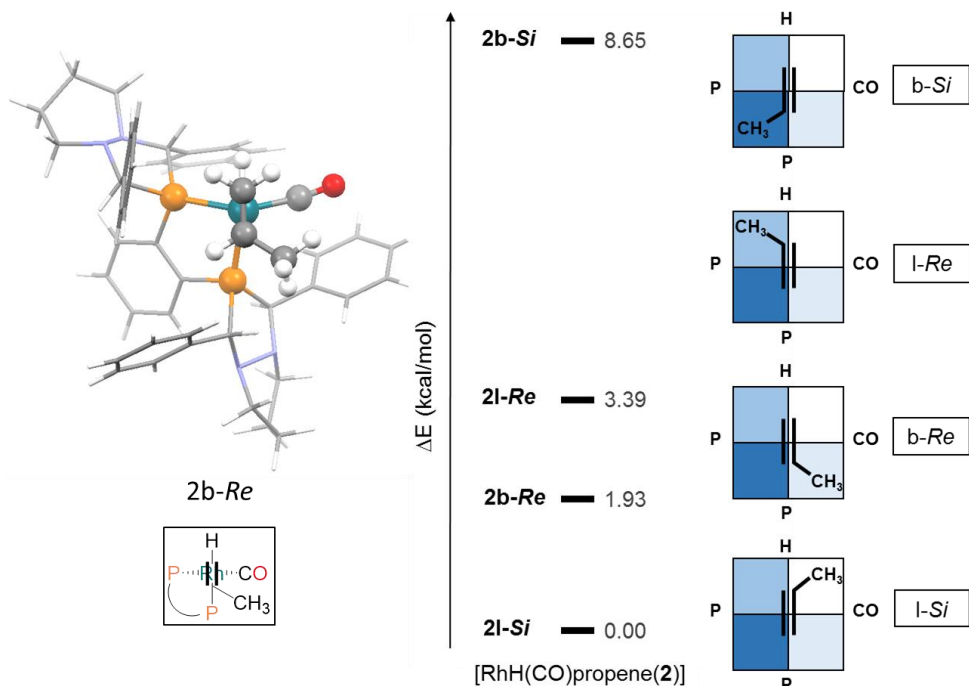 2b-Re
H
P Rh CO
CH₃
P
ΔE (kcal/mol)
2b-Si 8.65
2l-Re 3.39
2b-Re 1.93
2l-Si 0.00
[RhH(CO)propene(2)]
H
P CO b-Si
CH₃
P
H
CH₃
P CO l-Re
P
H
P CO b-Re
CH₃
P
H
CH₃
P CO l-Si
P